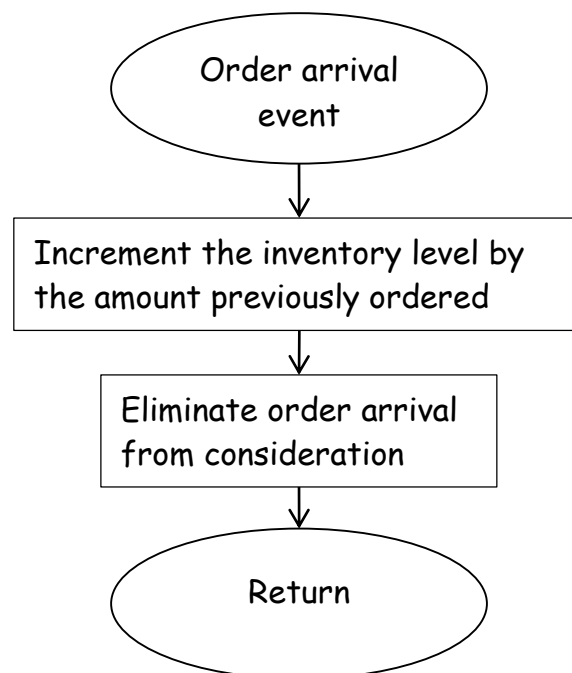 Order arrival
event
Increment the inventory level by
the amount previously ordered
Eliminate order arrival
from consideration
Return